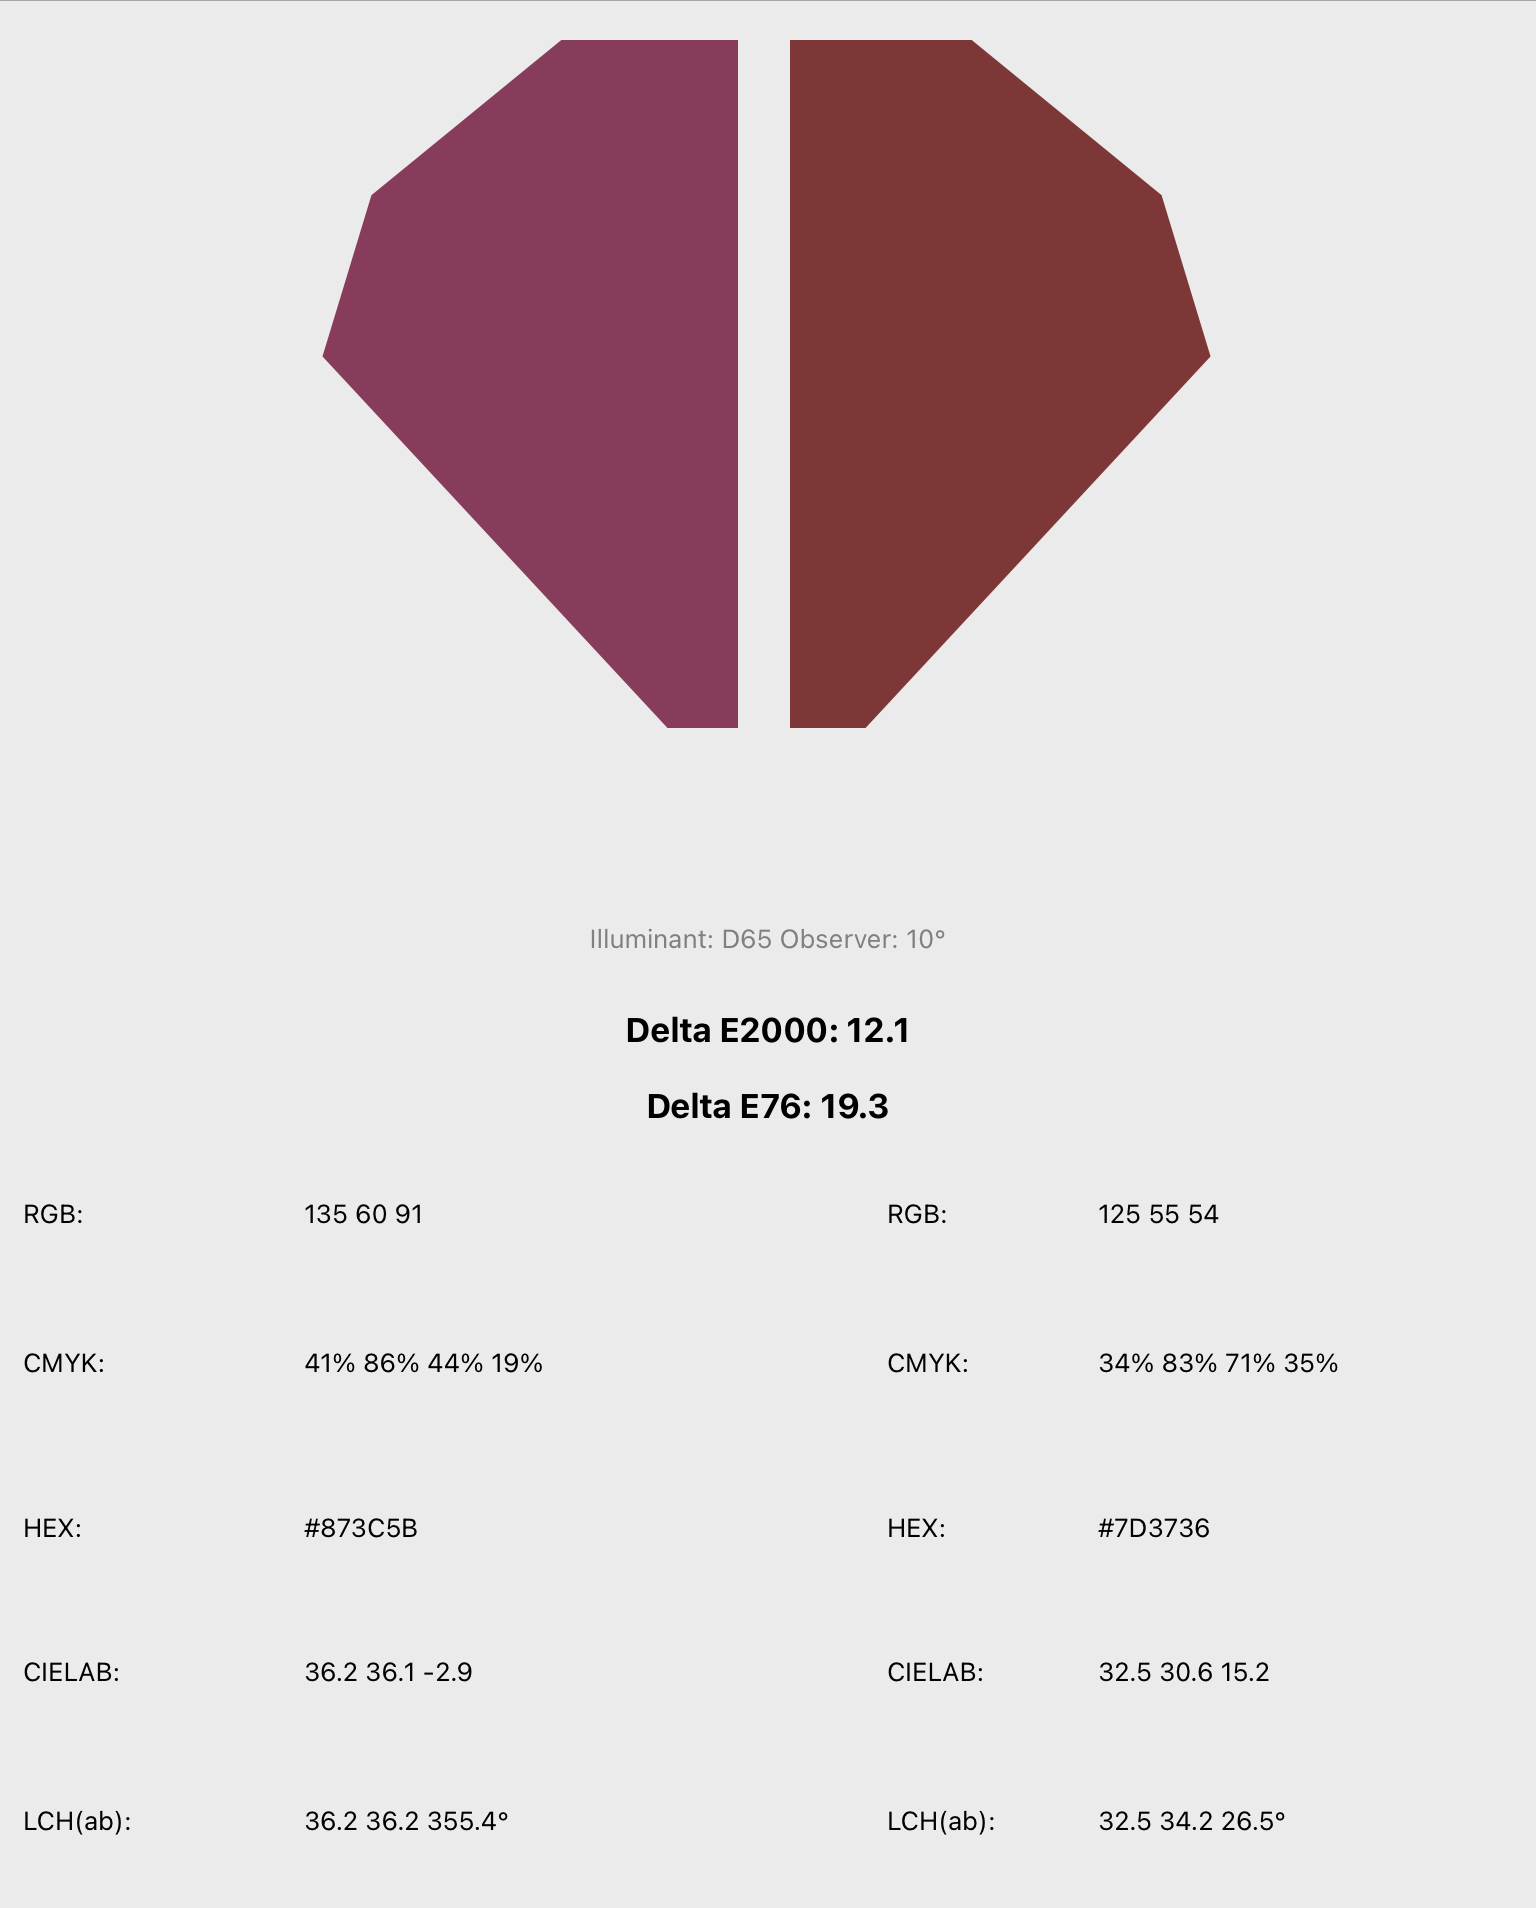 Illuminant: D65 Observer: 10°
Delta E2000: 12.1
Delta E76: 19.3
RGB: 135 60 91 RGB: 125 55 54
CMYK: 41% 86% 44% 19% CMYK: 34% 83% 71% 35%
HEX: #873C5B HEX: #7D3736
CIELAB: 36.2 36.1 -2.9 CIELAB: 32.5 30.6 15.2
LCH(ab): 36.2 36.2 355.4° LCH(ab): 32.5 34.2 26.5°